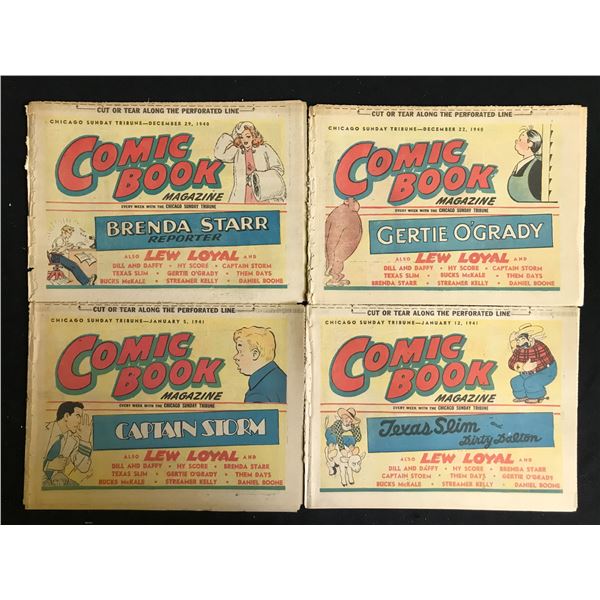 CUT OR TEAR ALONG THE PERFORATED LINE
CHICAGO SUNDAY TRIBUNE—DECEMBER 29, 1940
COMIC
BOOK
MAGAZINE
EVERY WEEK WITH THE CHICAGO SUNDAY TRIBUNE
BRENDA STARR
REPORTER
ALSO LEW LOYAL AND
DILL AND DAFFY • HY SCORE • CAPTAIN STORM
TEXAS SLIM • GERTIE O'GRADY • THEM DAYS
BUCKS McKALE • STREAMER KELLY • DANIEL BOONE
CUT OR TEAR ALONG THE PERFORATED LINE
CHICAGO SUNDAY TRIBUNE—DECEMBER 22, 1940
COMIC
BOOK
MAGAZINE
EVERY WEEK WITH THE CHICAGO SUNDAY TRIBUNE
GERTIE O'GRADY
ALSO LEW LOYAL AND
DILL AND DAFFY • HY SCORE • CAPTAIN STORM
TEXAS SLIM • BUCKS McKALE • THEM DAYS
BRENDA STARR • STREAMER KELLY • DANIEL BOONE
CUT OR TEAR ALONG THE PERFORATED LINE
CHICAGO SUNDAY TRIBUNE—JANUARY 5, 1941
COMIC
BOOK
MAGAZINE
EVERY WEEK WITH THE CHICAGO SUNDAY TRIBUNE
CAPTAIN STORM
ALSO LEW LOYAL AND
DILL AND DAFFY • HY SCORE • BRENDA STARR
TEXAS SLIM • GERTIE O'GRADY • THEM DAYS
BUCKS McKALE • STREAMER KELLY • DANIEL BOONE
CUT OR TEAR ALONG THE PERFORATED LINE
CHICAGO SUNDAY TRIBUNE—JANUARY 12, 1941
COMIC
BOOK
MAGAZINE
EVERY WEEK WITH THE CHICAGO SUNDAY TRIBUNE
Texas Slim and
Dirty Dalton
ALSO LEW LOYAL AND
DILL AND DAFFY • HY SCORE • BRENDA STARR
CAPTAIN STORM • THEM DAYS • GERTIE O'GRADY
BUCKS McKALE • STREAMER KELLY • DANIEL BOONE